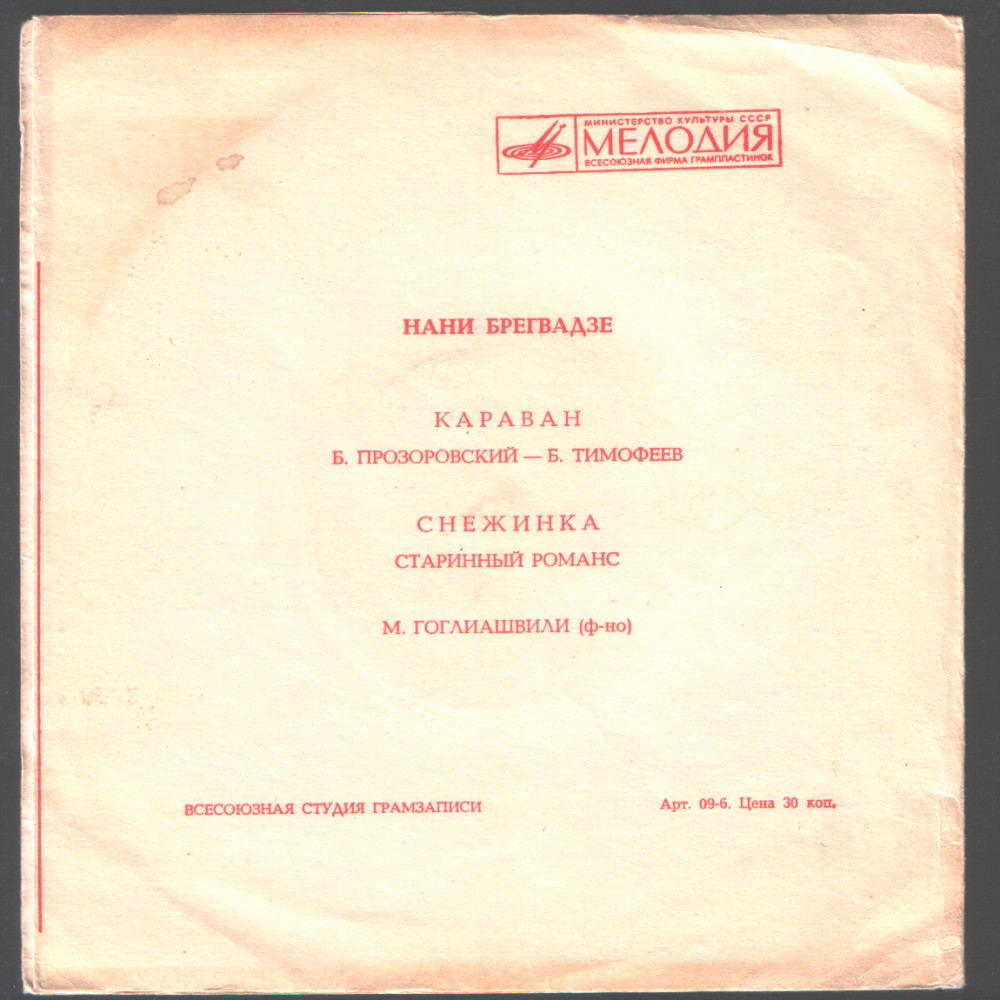 МИНИСТЕРСТВО КУЛЬТУРЫ СССР
МЕЛОДИЯ
ВСЕСОЮЗНАЯ ФИРМА ГРАМПЛАСТИНОК
НАНИ БРЕГВАДЗЕ
КАРАВАН
Б. ПРОЗОРОВСКИЙ — Б. ТИМОФЕЕВ
СНЕЖИНКА
СТАРИННЫЙ РОМАНС
М. ГОГЛИАШВИЛИ (ф-но)
ВСЕСОЮЗНАЯ СТУДИЯ ГРАМЗАПИСИ
Арт. 09-6. Цена 30 коп.